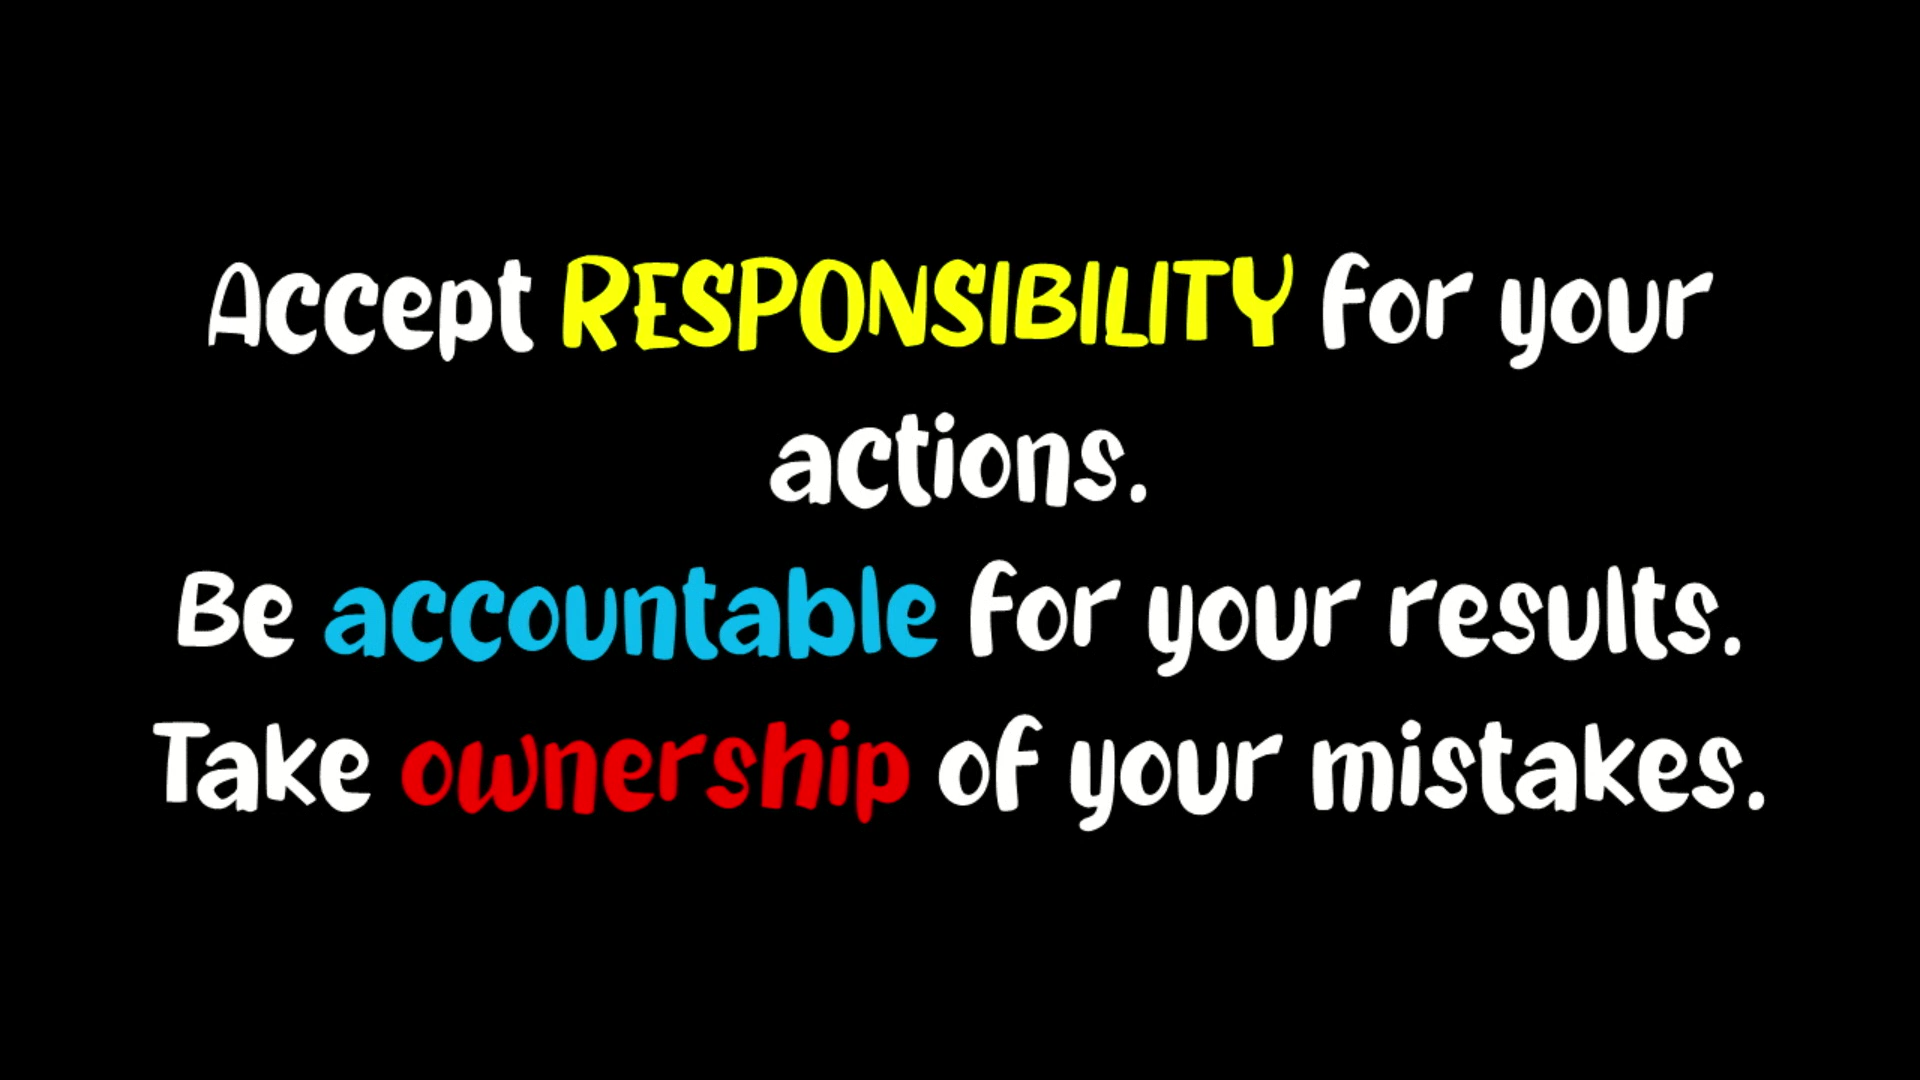 Accept RESPONSIBILITY for your
actions.
Be accountable for your results.
Take ownership of your mistakes.